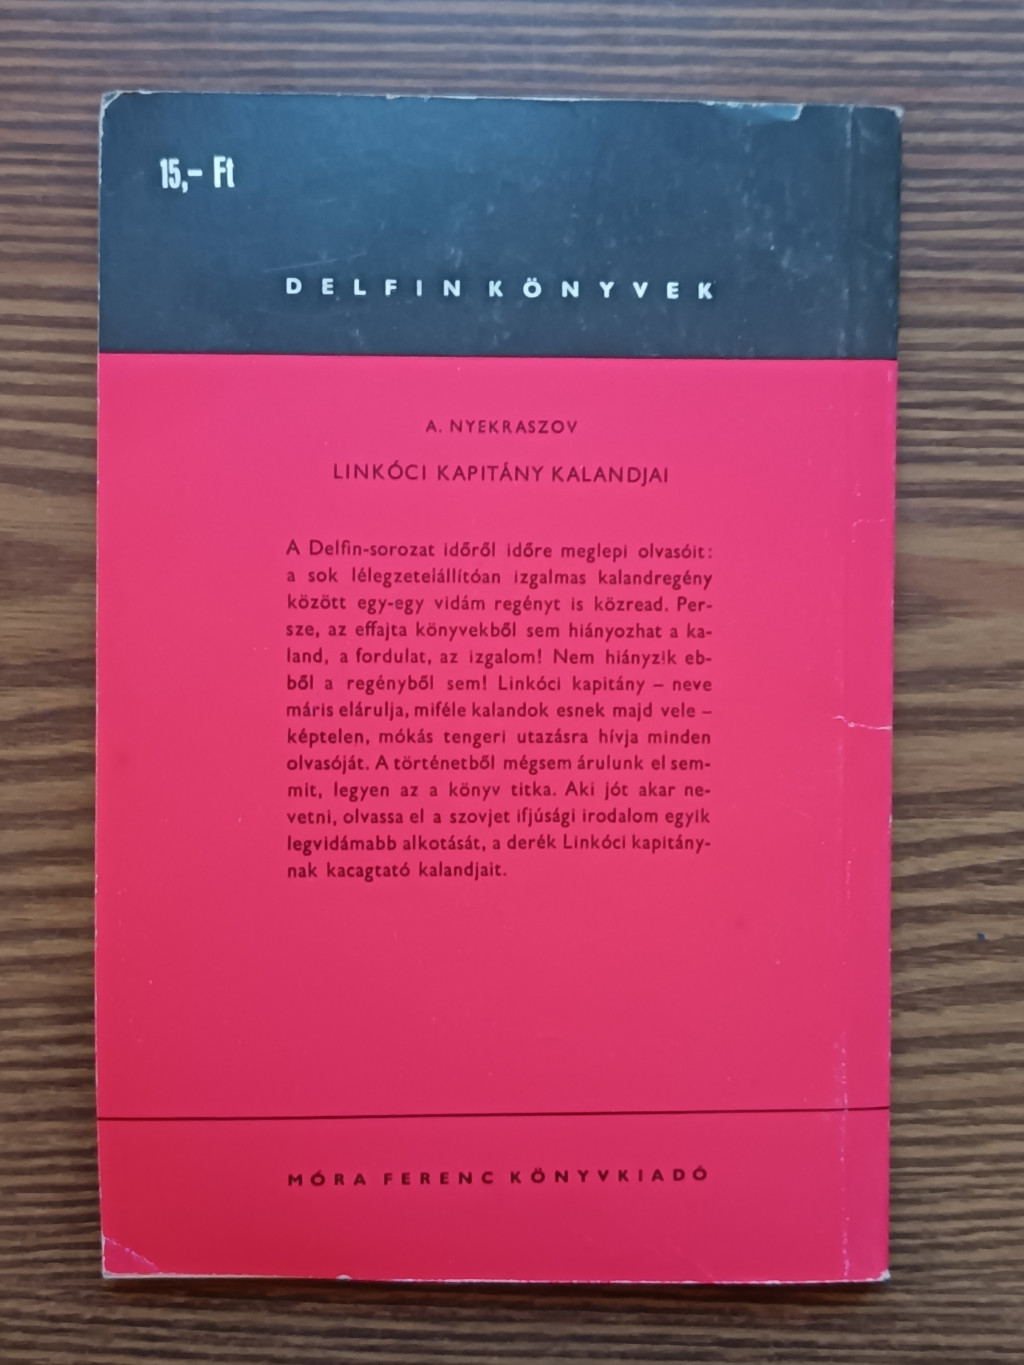 15,– Ft
DELFIN KÖNYVEK
A. NYEKRASZOV
LINKÓCI KAPITÁNY KALANDJAI
A Delfin-sorozat időről időre meglepi olvasóit:
a sok lélegzetelállítóan izgalmas kalandregény
között egy-egy vidám regényt is közread. Per-
sze, az effajta könyvekből sem hiányozhat a ka-
land, a fordulat, az izgalom! Nem hiányzik eb-
ből a regényből sem! Linkóci kapitány – neve
máris elárulja, miféle kalandok esnek majd vele –
képtelen, mókás tengeri utazásra hívja minden
olvasóját. A történetből mégsem árulunk el sem-
mit, legyen az a könyv titka. Aki jót akar ne-
vetni, olvassa el a szovjet ifjúsági irodalom egyik
legvidámabb alkotását, a derék Linkóci kapitány-
nak kacagtató kalandjait.
MÓRA FERENC KÖNYVKIADÓ